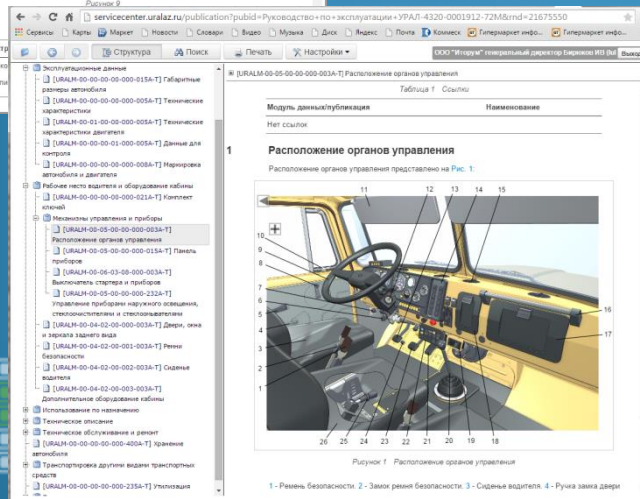 Рисунок 9
servicecenter.uralaz.ru/publication?pubid=Руководство+по+эксплуатации+УРАЛ-4320-0001912-72М&rnd=21675550
Сервисы Карты Маркет Новости Словари Видео Музыка Диск Яндекс Почта Коммеск Гипермаркет инфо... Гипермаркет инфо...
Структура Поиск Печать Настройки
ООО "Иторум" генеральный директор Бирюков ИВ (ful Выход
Эксплуатационные данные
[URALM-00-00-00-00-000-015A-T] Габаритные
размеры автомобиля
[URALM-00-00-00-00-000-005A-T] Технические
характеристики
[URALM-00-01-00-00-000-005A-T] Технические
характеристики двигателя
[URALM-00-00-00-01-000-005A-T] Данные для
контроля
[URALM-00-00-00-00-000-008A-T] Маркировка
автомобиля и двигателя
Рабочее место водителя и оборудование кабины
[URALM-00-00-00-00-000-021A-T] Комплект
ключей
Механизмы управления и приборы
[URALM-00-05-00-00-000-003A-T]
Расположение органов управления
[URALM-00-05-00-00-000-015A-T] Панель
приборов
[URALM-00-06-03-08-000-003A-T]
Выключатель стартера и приборов
[URALM-00-05-00-00-000-232A-T]
Управление приборами наружного освещения,
стеклоочистителями и стеклоомывателями
[URALM-00-04-02-00-000-003A-T] Двери, окна
и зеркала заднего вида
[URALM-00-04-02-00-001-003A-T] Ремни
безопасности
[URALM-00-04-02-00-002-003A-T] Сиденье
водителя
[URALM-00-04-02-00-003-003A-T]
Дополнительное оборудование кабины
Использование по назначению
Техническое описание
Техническое обслуживание и ремонт
[URALM-00-00-00-00-000-400A-T] Хранение
автомобиля
Транспортировка другими видами транспортных
средств
[URALM-00-00-00-00-000-235A-T] Утилизация
[URALM-00-05-00-00-000-003A-T] Расположение органов управления
Таблица 1 Ссылки
Модуль данных/публикация Наименование
Нет ссылок
1 Расположение органов управления
Расположение органов управления представлено на Рис. 1:
11 12 13 14 15
10
9
8
7
6
5
4
3
2
1
16
17
26 25 24 23 22 21 20 19 18
Рисунок 1 Расположение органов управления
1 - Ремень безопасности. 2 - Замок ремня безопасности. 3 - Сиденье водителя. 4 - Ручка замка двери